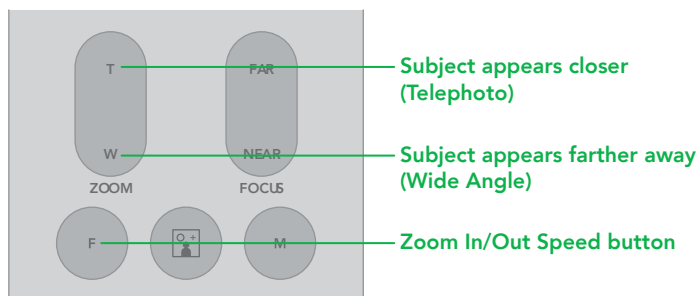 T
FAR
Subject appears closer
(Telephoto)
W
NEAR
Subject appears farther away
(Wide Angle)
ZOOM
FOCUS
F
M
Zoom In/Out Speed button